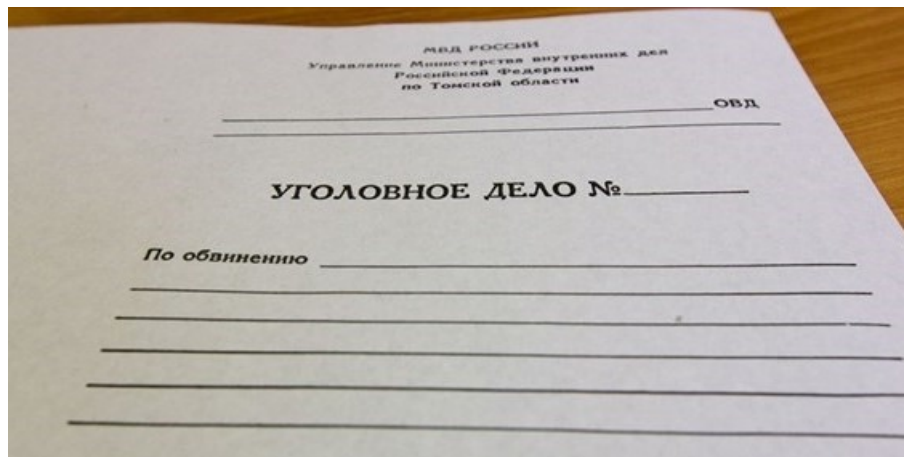 МВД РОССИИ
Управление Министерства внутренних дел
Российской Федерации
по Томской области
ОВД
УГОЛОВНОЕ ДЕЛО №
По обвинению